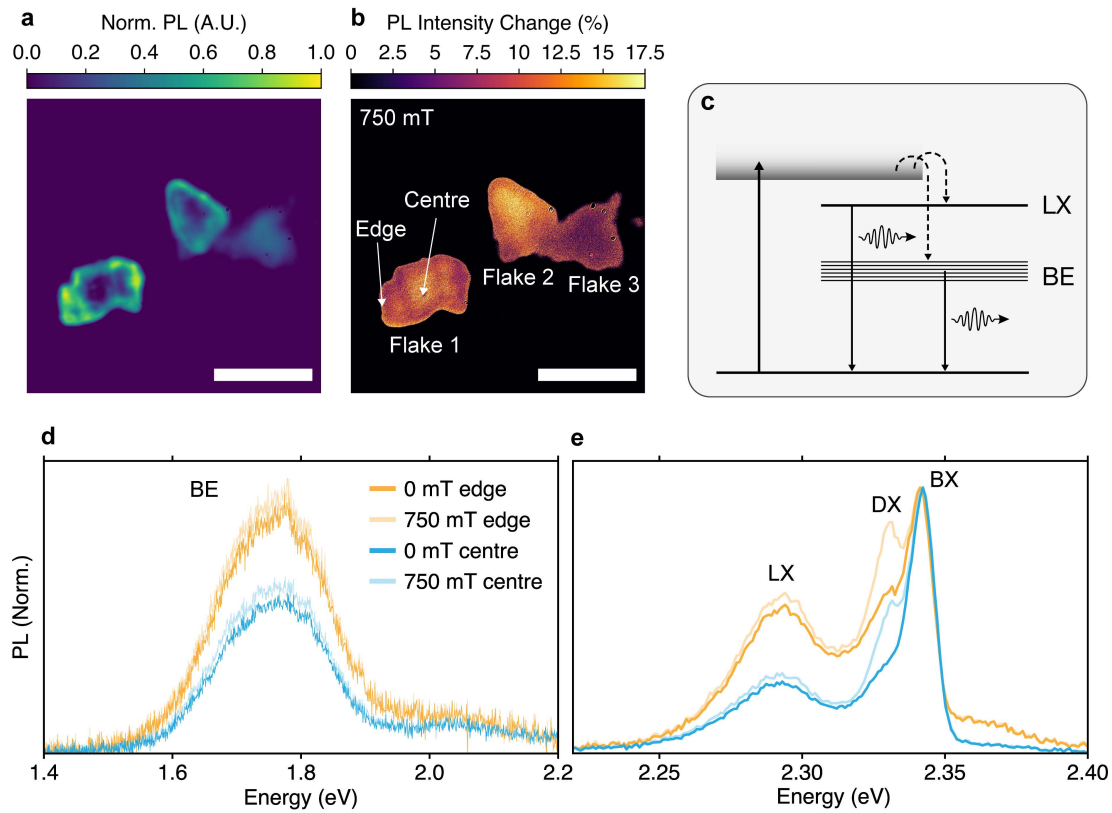 a
Norm. PL (A.U.)
0.0 0.2 0.4 0.6 0.8 1.0
b
PL Intensity Change (%)
0 2.5 5 7.5 10 12.5 15 17.5
750 mT
Centre
Edge
Flake 2
Flake 3
Flake 1
c
LX
BE
d
BE
0 mT edge
750 mT edge
0 mT centre
750 mT centre
PL (Norm.)
1.4 1.6 1.8 2.0 2.2
Energy (eV)
e
BX
DX
LX
2.25 2.30 2.35 2.40
Energy (eV)